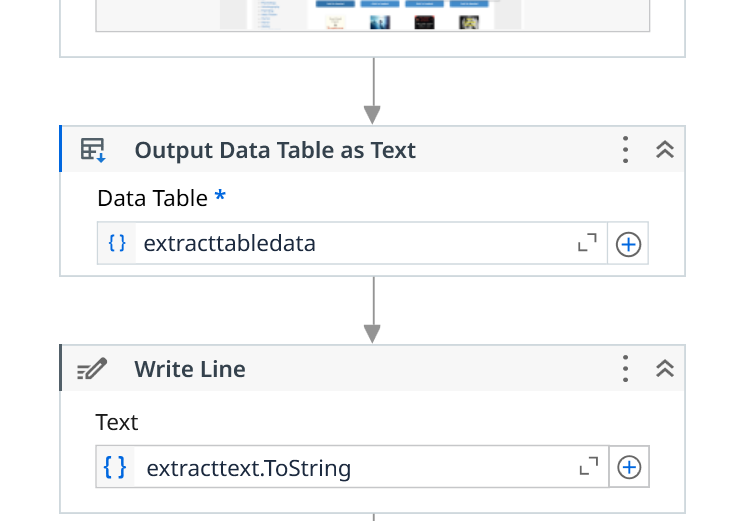 Output Data Table as Text
Data Table *
{ } extracttabledata
Write Line
Text
{ } extracttext.ToString